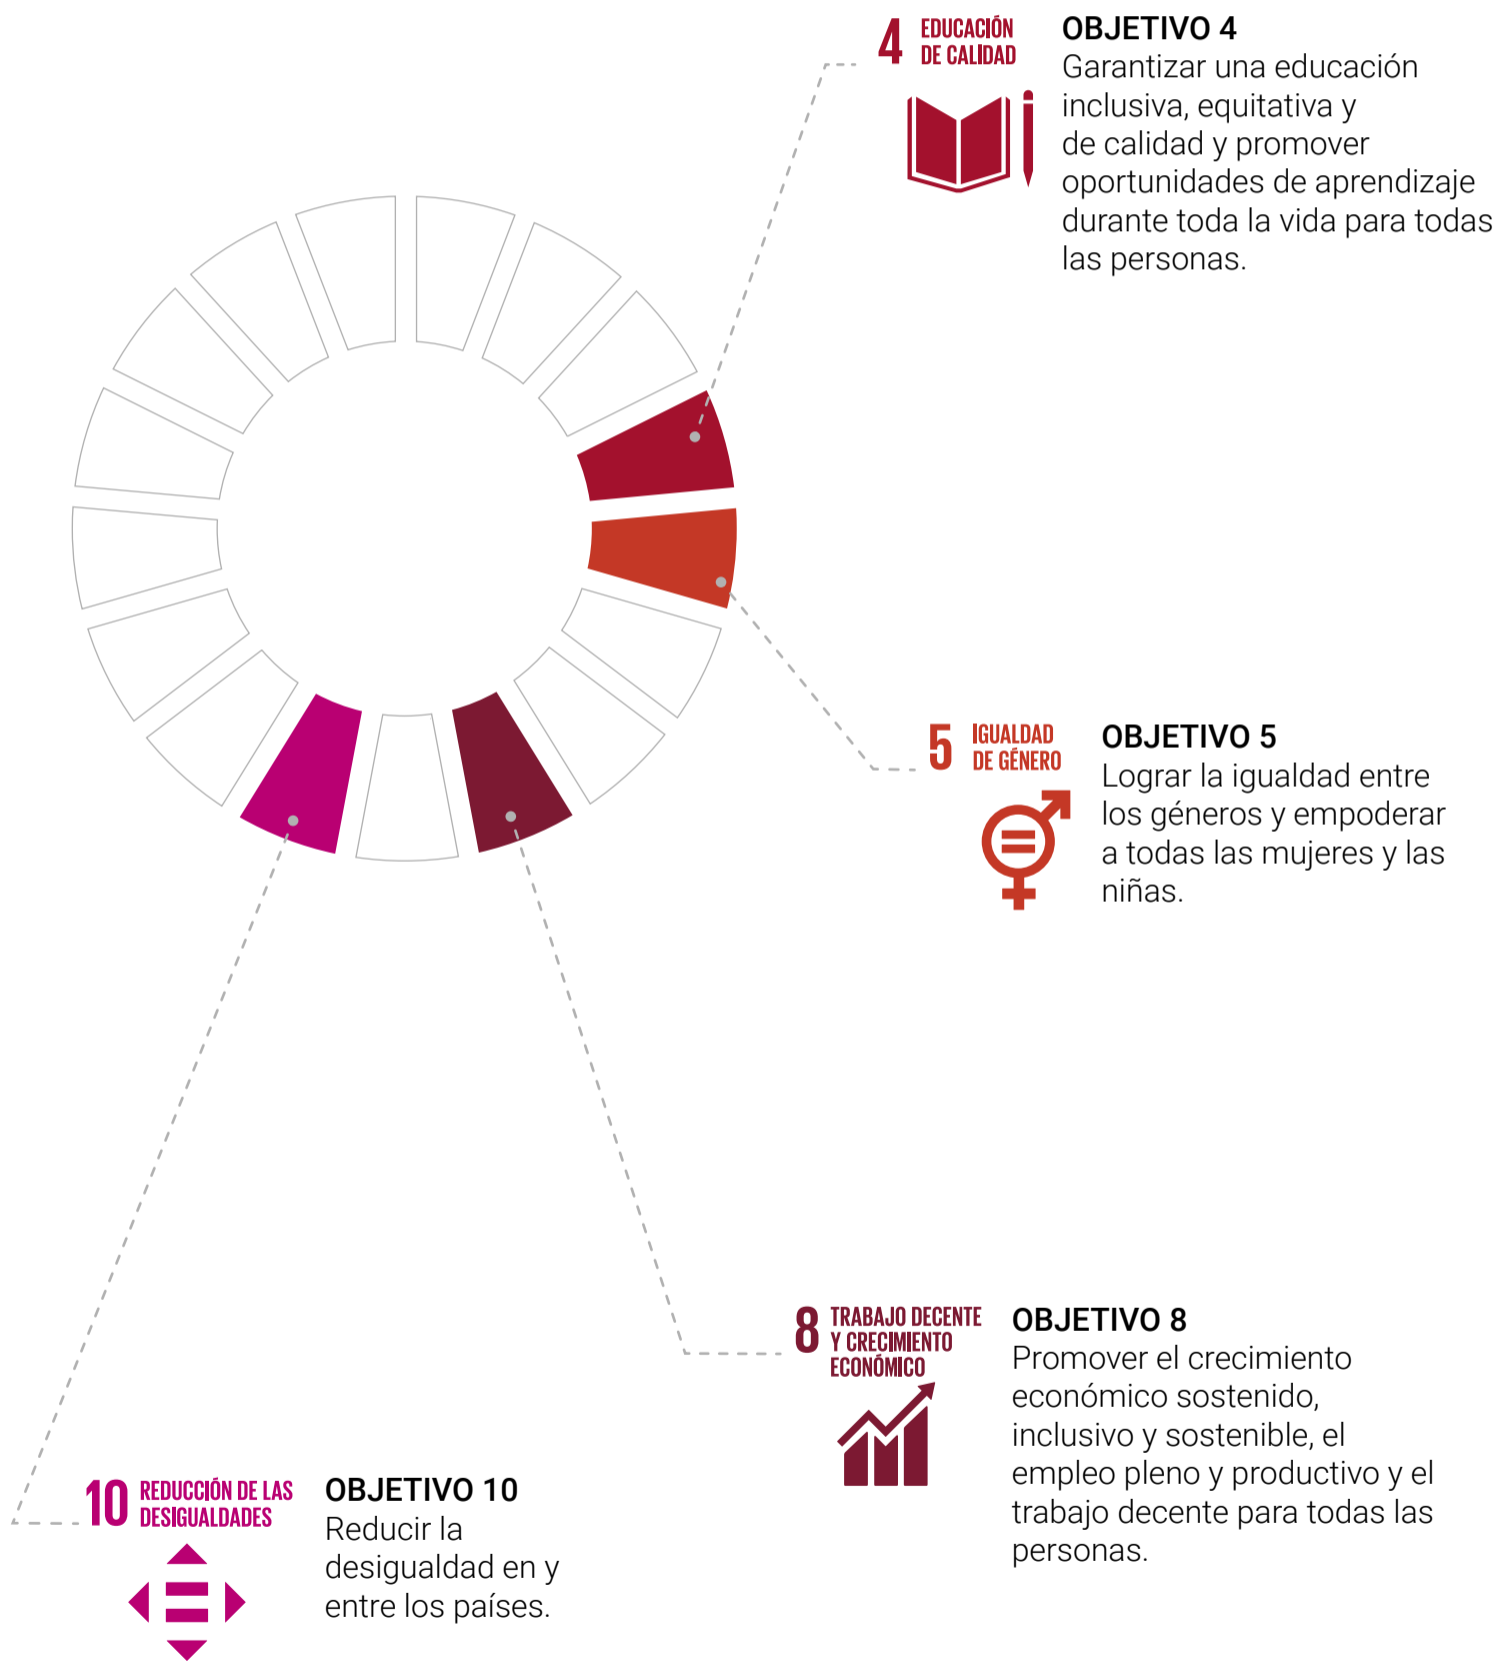 4 EDUCACIÓN
DE CALIDAD
OBJETIVO 4
Garantizar una educación
inclusiva, equitativa y
de calidad y promover
oportunidades de aprendizaje
durante toda la vida para todas
las personas.
5 IGUALDAD
DE GÉNERO
OBJETIVO 5
Lograr la igualdad entre
los géneros y empoderar
a todas las mujeres y las
niñas.
8 TRABAJO DECENTE
Y CRECIMIENTO
ECONÓMICO
OBJETIVO 8
Promover el crecimiento
económico sostenido,
inclusivo y sostenible, el
empleo pleno y productivo y el
trabajo decente para todas las
personas.
10 REDUCCIÓN DE LAS
DESIGUALDADES
OBJETIVO 10
Reducir la
desigualdad en y
entre los países.